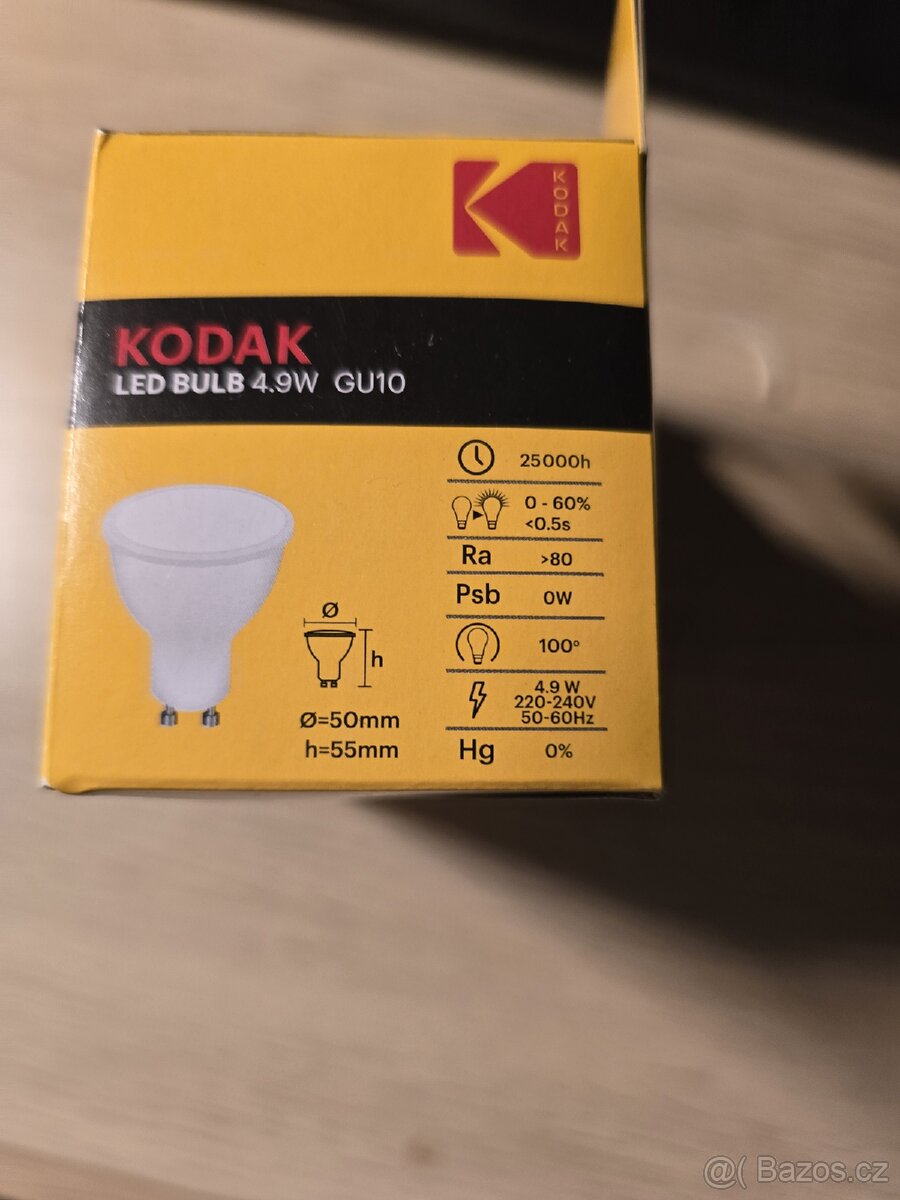 KODAK
KODAK
LED BULB 4.9W GU10
25000h
0 - 60%
<0.5s
Ra >80
Psb 0W
100°
Ø
h
4.9 W
220-240V
50-60Hz
Ø=50mm
h=55mm
Hg 0%
@( Bazos.cz